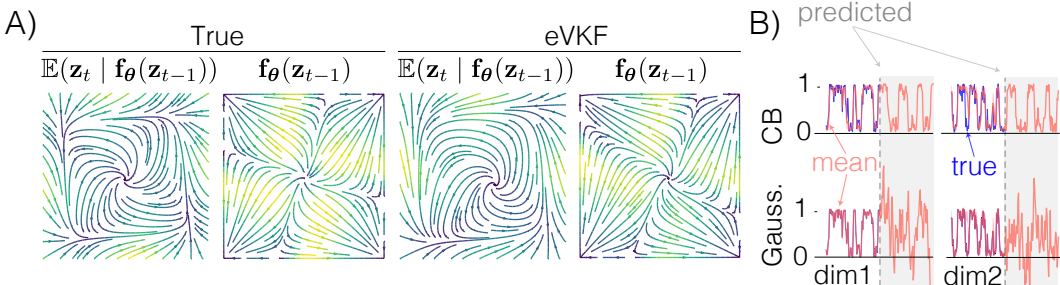 A)
True
eVKF
𝔼(z_t | f_θ(z_{t−1}))
f_θ(z_{t−1})
𝔼(z_t | f_θ(z_{t−1}))
f_θ(z_{t−1})
B)
predicted
CB
1
0
mean
true
Gauss.
1
0
dim1
dim2